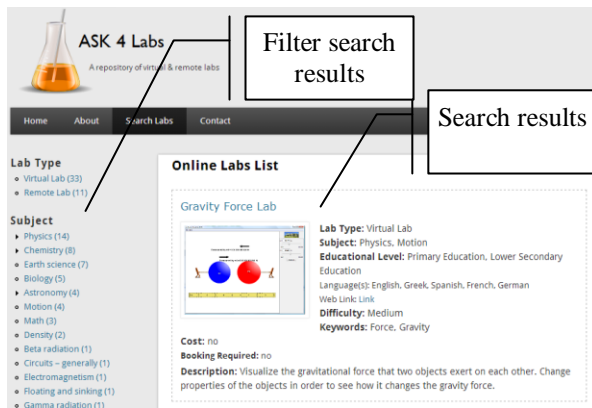 ASK 4 Labs
A repository of virtual & remote labs
Filter search
results
Search results
Home About Search Labs Contact
Lab Type
Virtual Lab (33)
Remote Lab (11)
Subject
Physics (14)
Chemistry (8)
Earth science (7)
Biology (5)
Astronomy (4)
Motion (4)
Math (3)
Density (2)
Beta radiation (1)
Circuits – generally (1)
Electromagnetism (1)
Floating and sinking (1)
Gamma radiation (1)
Online Labs List
Gravity Force Lab
Lab Type: Virtual Lab
Subject: Physics, Motion
Educational Level: Primary Education, Lower Secondary
Education
Language(s): English, Greek, Spanish, French, German
Web Link: Link
Difficulty: Medium
Keywords: Force, Gravity
Cost: no
Booking Required: no
Description: Visualize the gravitational force that two objects exert on each other. Change
properties of the objects in order to see how it changes the gravity force.